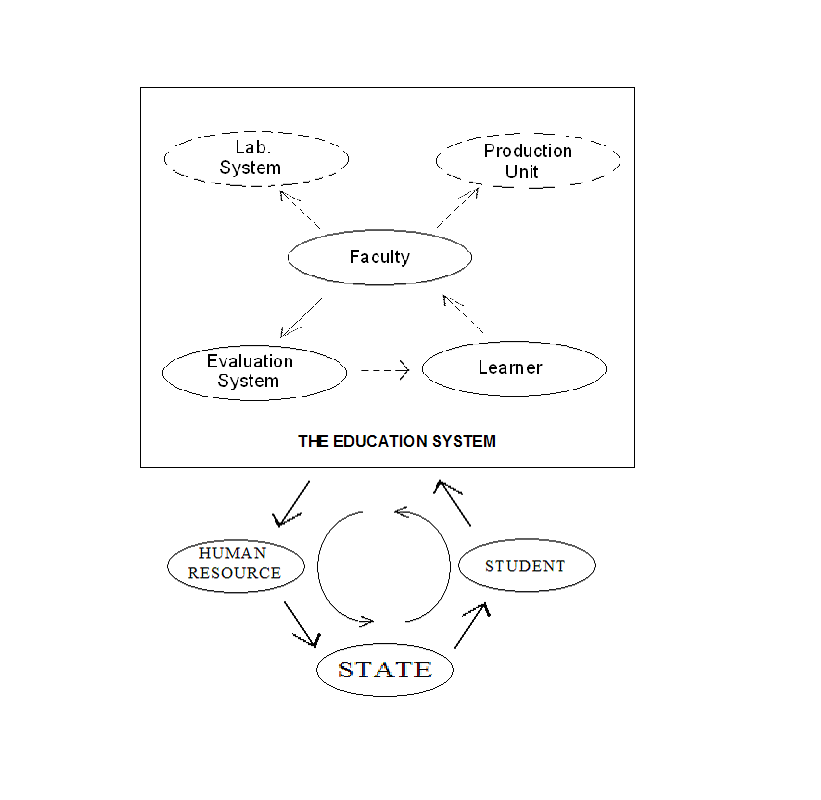 Lab.
System
Production
Unit
Faculty
Evaluation
System
Learner
THE EDUCATION SYSTEM
HUMAN
RESOURCE
STUDENT
STATE